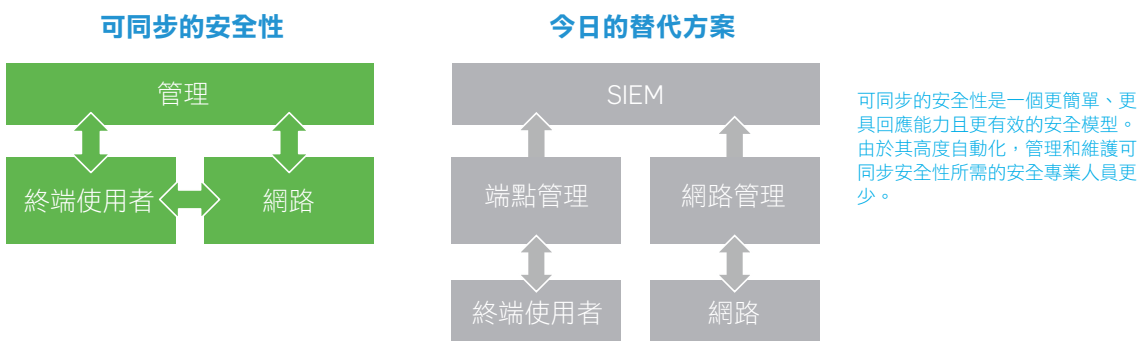 可同步的安全性
今日的替代方案
管理
終端使用者
網路
SIEM
端點管理
網路管理
終端使用者
網路
可同步的安全性是一個更簡單、更
具回應能力且更有效的安全模型。
由於其高度自動化，管理和維護可
同步安全性所需的安全專業人員更
少。